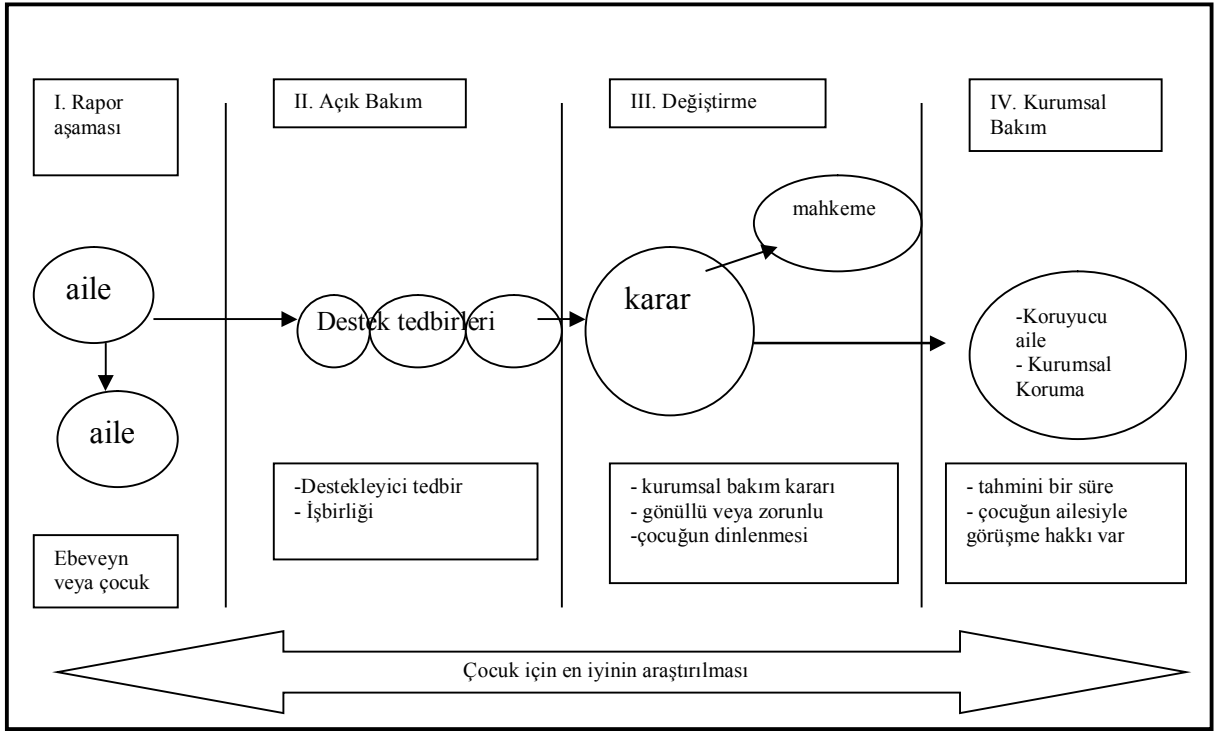 I. Rapor
aşaması
II. Açık Bakım
III. Değiştirme
IV. Kurumsal
Bakım
mahkeme
aile
Destek tedbirleri
karar
-Koruyucu
aile
- Kurumsal
Koruma
aile
-Destekleyici tedbir
- İşbirliği
- kurumsal bakım kararı
- gönüllü veya zorunlu
-çocuğun dinlenmesi
- tahmini bir süre
- çocuğun ailesiyle
görüşme hakkı var
Ebeveyn
veya çocuk
Çocuk için en iyinin araştırılması